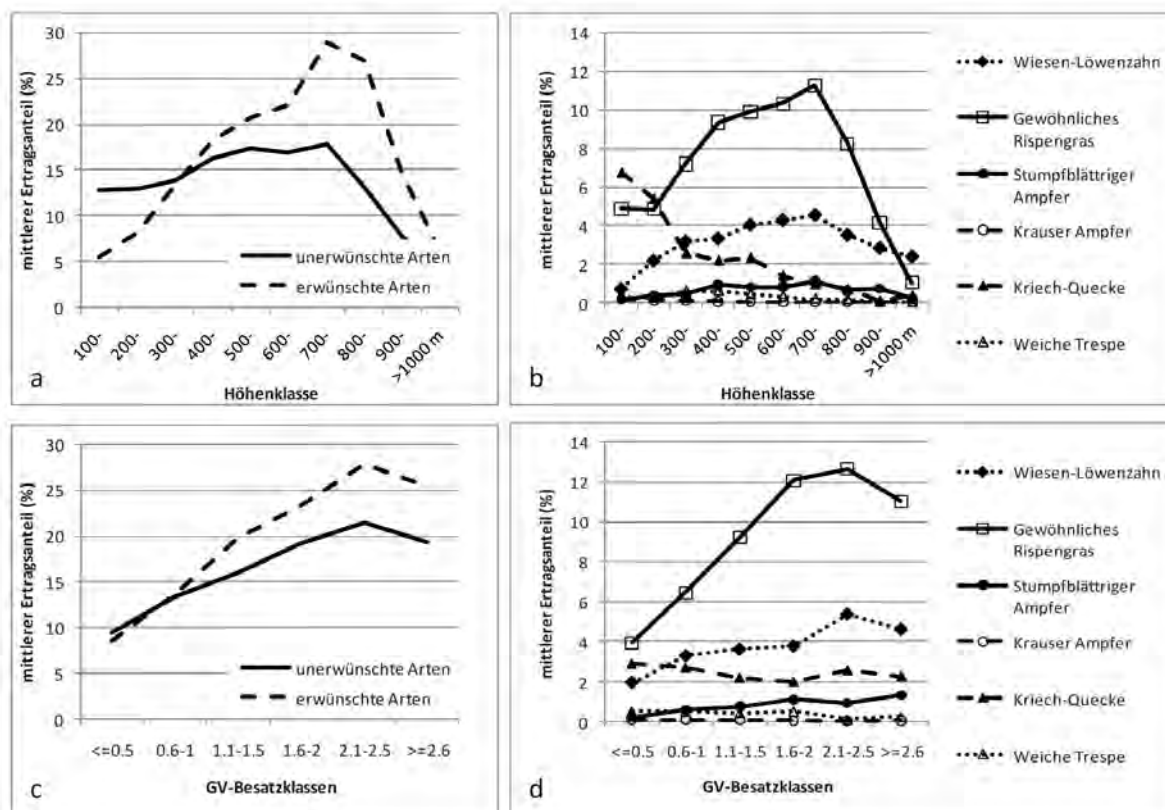 mittlerer Ertragsanteil (%)
30
25
20
15
10
5
0
unerwünschte Arten
erwünschte Arten
100-
200-
300-
400-
500-
600-
700-
800-
900-
>1000 m
a
Höhenklasse
mittlerer Ertragsanteil (%)
14
12
10
8
6
4
2
0
100-
200-
300-
400-
500-
600-
700-
800-
900-
>1000 m
b
Höhenklasse
Wiesen-Löwenzahn
Gewöhnliches
Rispengras
Stumpfblättriger
Ampfer
Krauser Ampfer
Kriech-Quecke
Weiche Trespe
mittlerer Ertragsanteil (%)
30
25
20
15
10
5
0
unerwünschte Arten
erwünschte Arten
<=0.5
0.6-1
1.1-1.5
1.6-2
2.1-2.5
>=2.6
c
GV-Besatzklassen
mittlerer Ertragsanteil (%)
14
12
10
8
6
4
2
0
<=0.5
0.6-1
1.1-1.5
1.6-2
2.1-2.5
>=2.6
d
GV-Besatzklassen
Wiesen-Löwenzahn
Gewöhnliches
Rispengras
Stumpfblättriger
Ampfer
Krauser Ampfer
Kriech-Quecke
Weiche Trespe